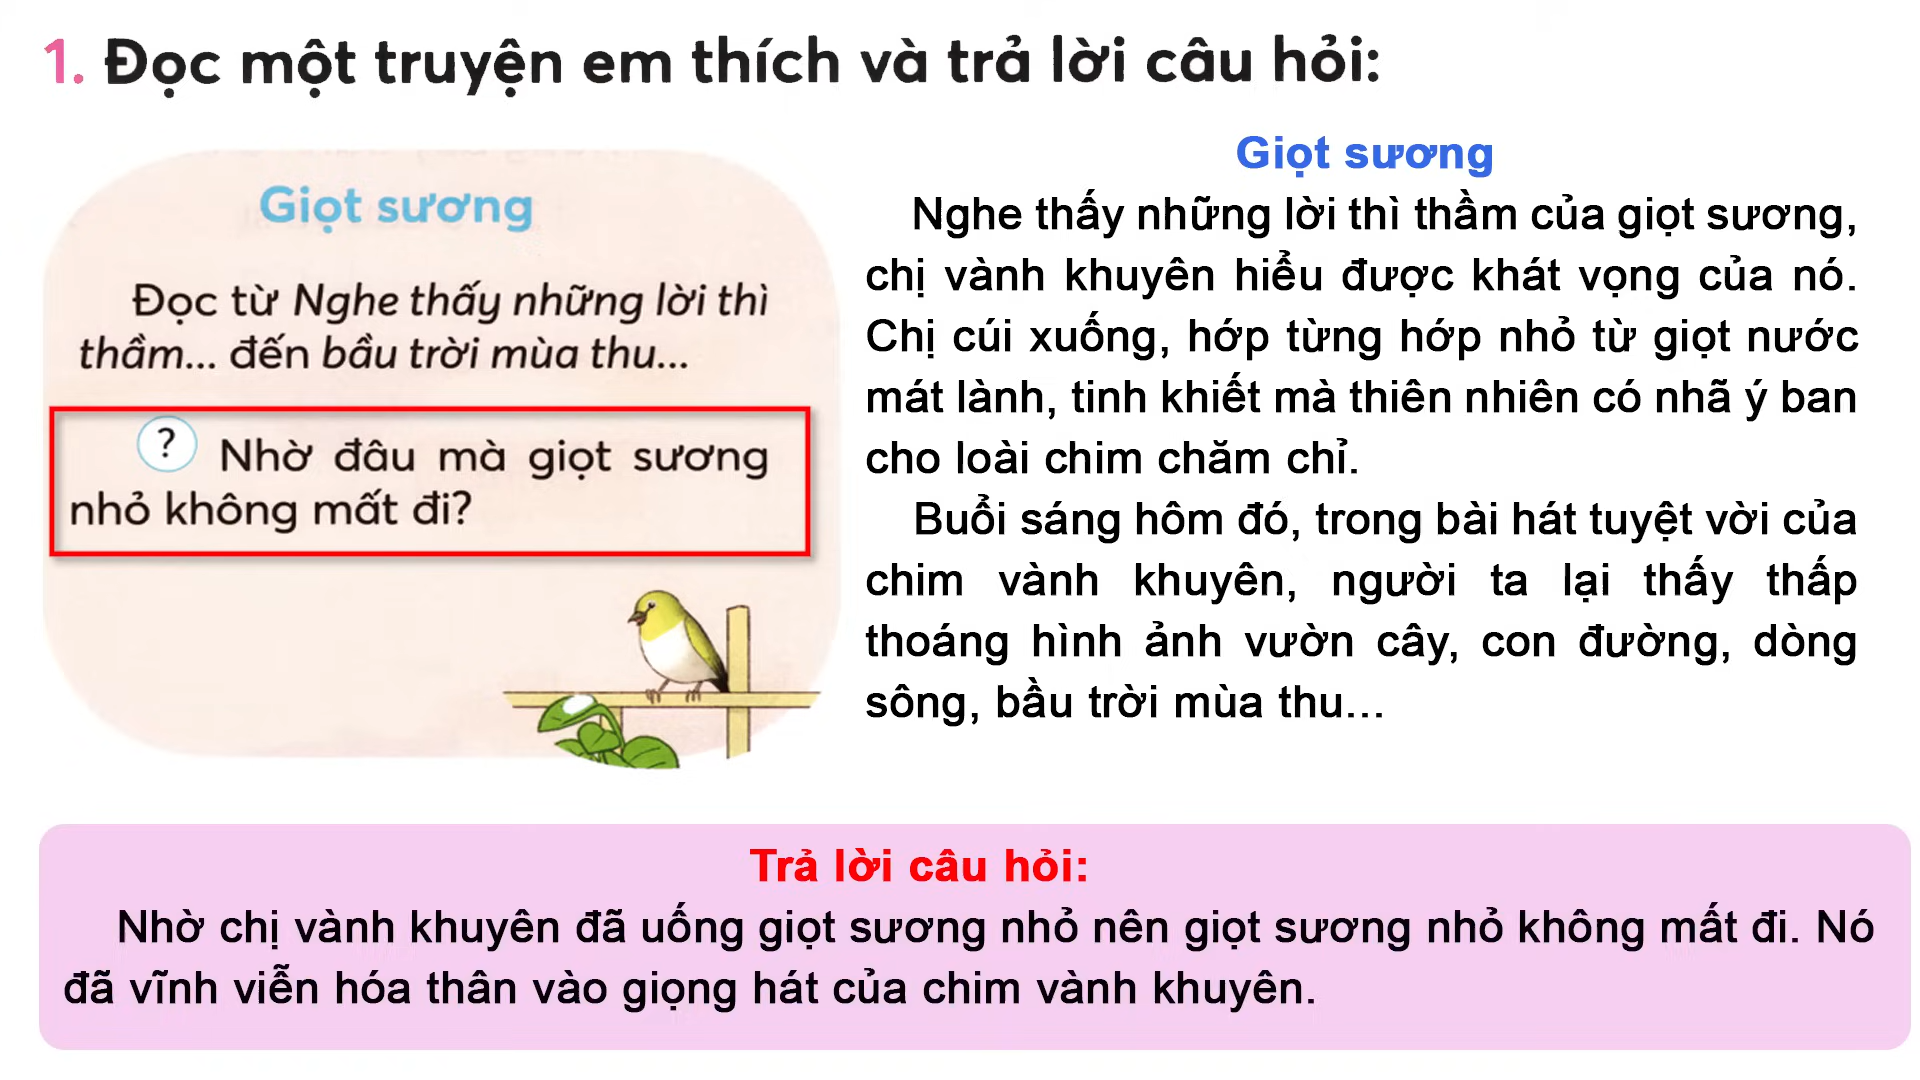 1. Đọc một truyện em thích và trả lời câu hỏi:
Giọt sương
Đọc từ Nghe thấy những lời thì
thầm... đến bầu trời mùa thu...
? Nhờ đâu mà giọt sương
nhỏ không mất đi?
Giọt sương
Nghe thấy những lời thì thầm của giọt sương,
chị vành khuyên hiểu được khát vọng của nó.
Chị cúi xuống, hớp từng hớp nhỏ từ giọt nước
mát lành, tinh khiết mà thiên nhiên có nhã ý ban
cho loài chim chăm chỉ.
Buổi sáng hôm đó, trong bài hát tuyệt vời của
chim vành khuyên, người ta lại thấy thấp
thoáng hình ảnh vườn cây, con đường, dòng
sông, bầu trời mùa thu...
Trả lời câu hỏi:
Nhờ chị vành khuyên đã uống giọt sương nhỏ nên giọt sương nhỏ không mất đi. Nó
đã vĩnh viễn hóa thân vào giọng hát của chim vành khuyên.